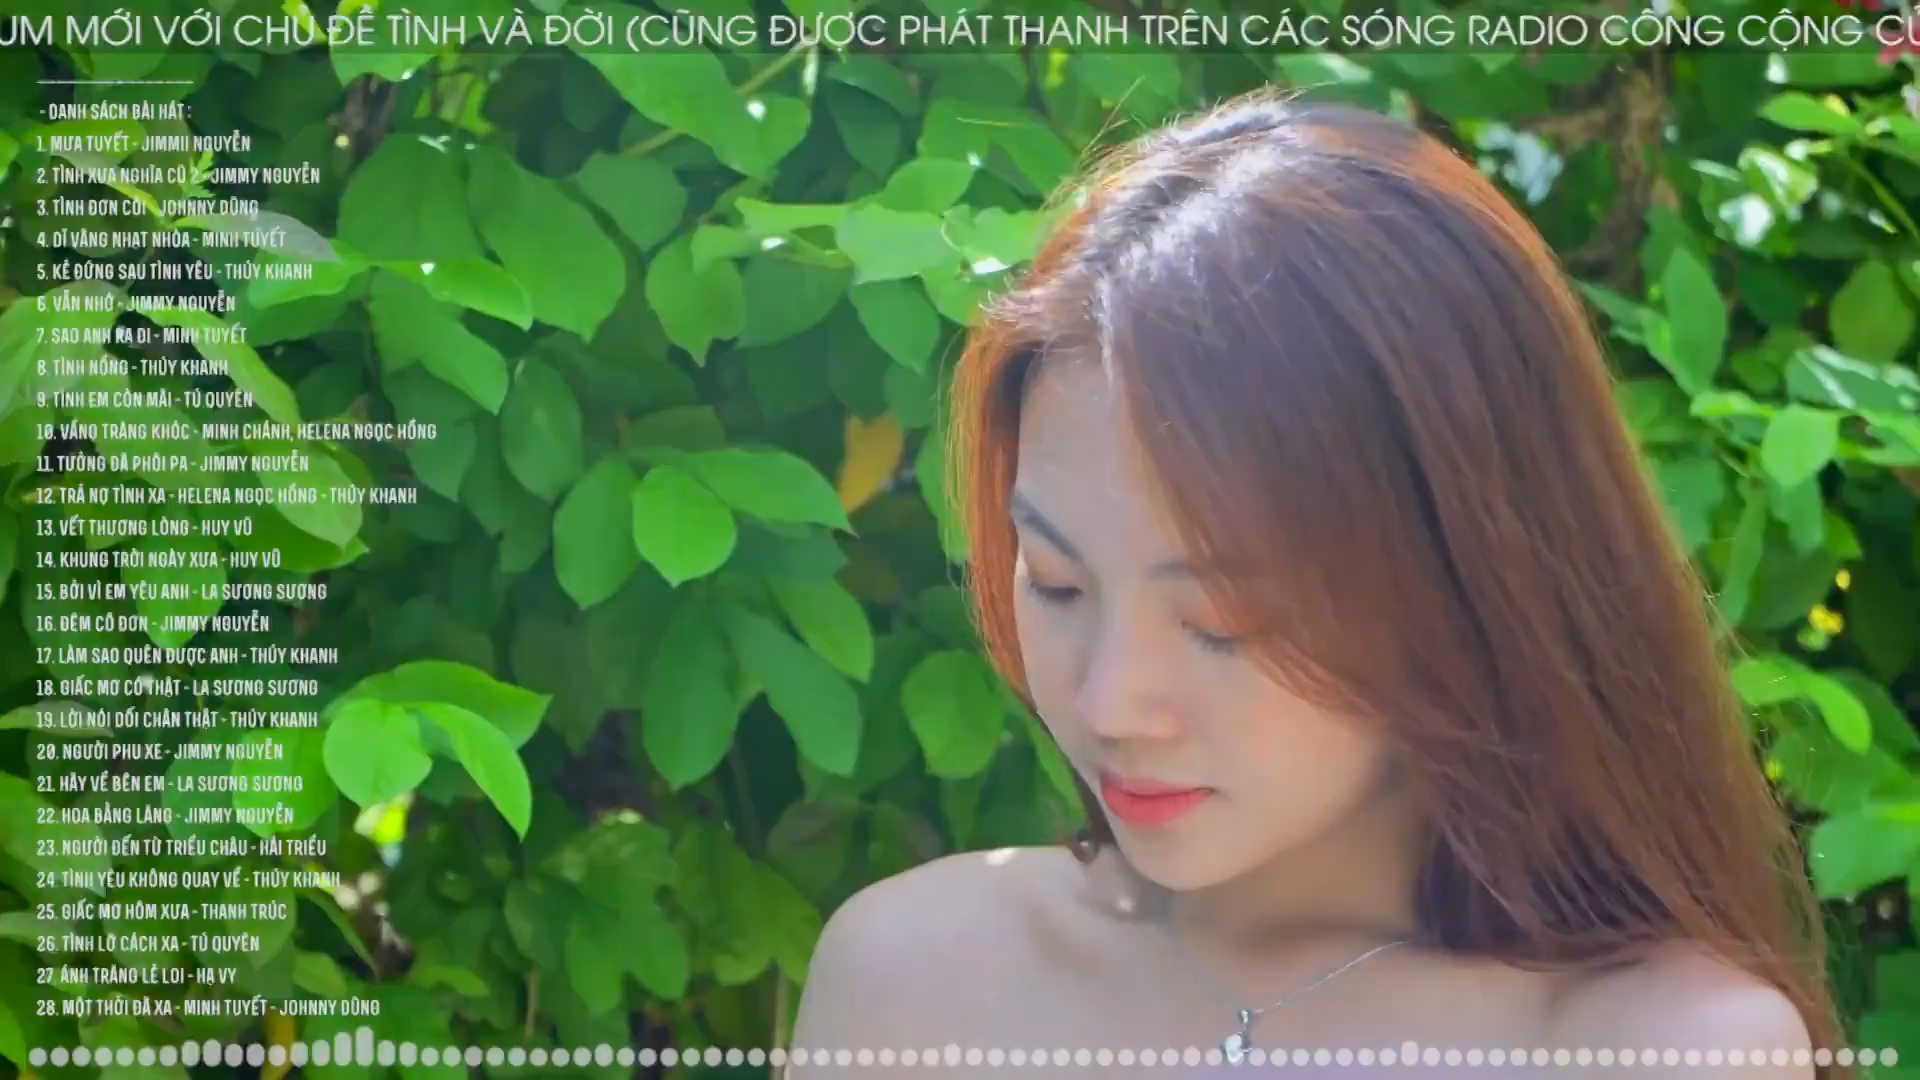 UM MỚI VỚI CHỦ ĐỀ TÌNH VÀ ĐỜI (CŨNG ĐƯỢC PHÁT THANH TRÊN CÁC SÓNG RADIO CÔNG CỘNG CỦ
- DANH SÁCH BÀI HÁT :
1. MƯA TUYẾT - JIMMII NGUYỄN
2. TÌNH XƯA NGHĨA CŨ 2 - JIMMY NGUYỄN
3. TÌNH ĐƠN CÔI - JOHNNY DŨNG
4. DĨ VÃNG NHẠT NHÒA - MINH TUYẾT
5. KẺ ĐỨNG SAU TÌNH YÊU - THÚY KHANH
6. VẪN NHỚ - JIMMY NGUYỄN
7. SAO ANH RA ĐI - MINH TUYẾT
8. TÌNH NỒNG - THÚY KHANH
9. TÌNH EM CÒN MÃI - TÚ QUYÊN
10. VẦNG TRĂNG KHÓC - MINH CHÁNH, HELENA NGỌC HỒNG
11. TƯỞNG ĐÃ PHÔI PA - JIMMY NGUYỄN
12. TRẢ NỢ TÌNH XA - HELENA NGỌC HỒNG - THÚY KHANH
13. VẾT THƯƠNG LÒNG - HUY VŨ
14. KHUNG TRỜI NGÀY XƯA - HUY VŨ
15. BỞI VÌ EM YÊU ANH - LA SƯƠNG SƯƠNG
16. ĐÊM CÔ ĐƠN - JIMMY NGUYỄN
17. LÀM SAO QUÊN ĐƯỢC ANH - THÚY KHANH
18. GIẤC MƠ CÓ THẬT - LA SƯƠNG SƯƠNG
19. LỜI NÓI DỐI CHÂN THẬT - THÚY KHANH
20. NGƯỜI PHU XE - JIMMY NGUYỄN
21. HÃY VỀ BÊN EM - LA SƯƠNG SƯƠNG
22. HOA BẰNG LĂNG - JIMMY NGUYỄN
23. NGƯỜI ĐẾN TỪ TRIỀU CHÂU - HẢI TRIỀU
24. TÌNH YÊU KHÔNG QUAY VỀ - THÚY KHANH
25. GIẤC MƠ HÔM XƯA - THANH TRÚC
26. TÌNH LỠ CÁCH XA - TÚ QUYÊN
27. ÁNH TRĂNG LẺ LOI - HẠ VY
28. MỘT THỜI ĐÃ XA - MINH TUYẾT - JOHNNY DŨNG